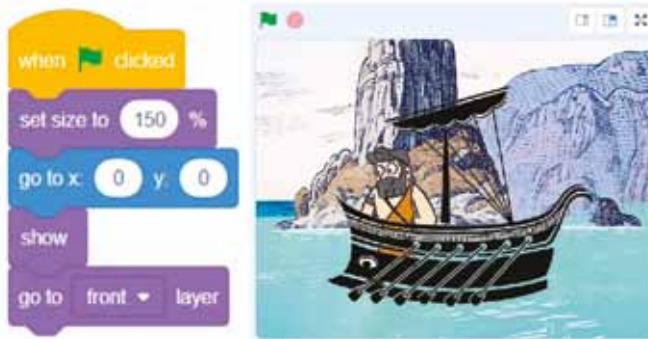 when clicked
set size to 150 %
go to x: 0 y: 0
show
go to front layer